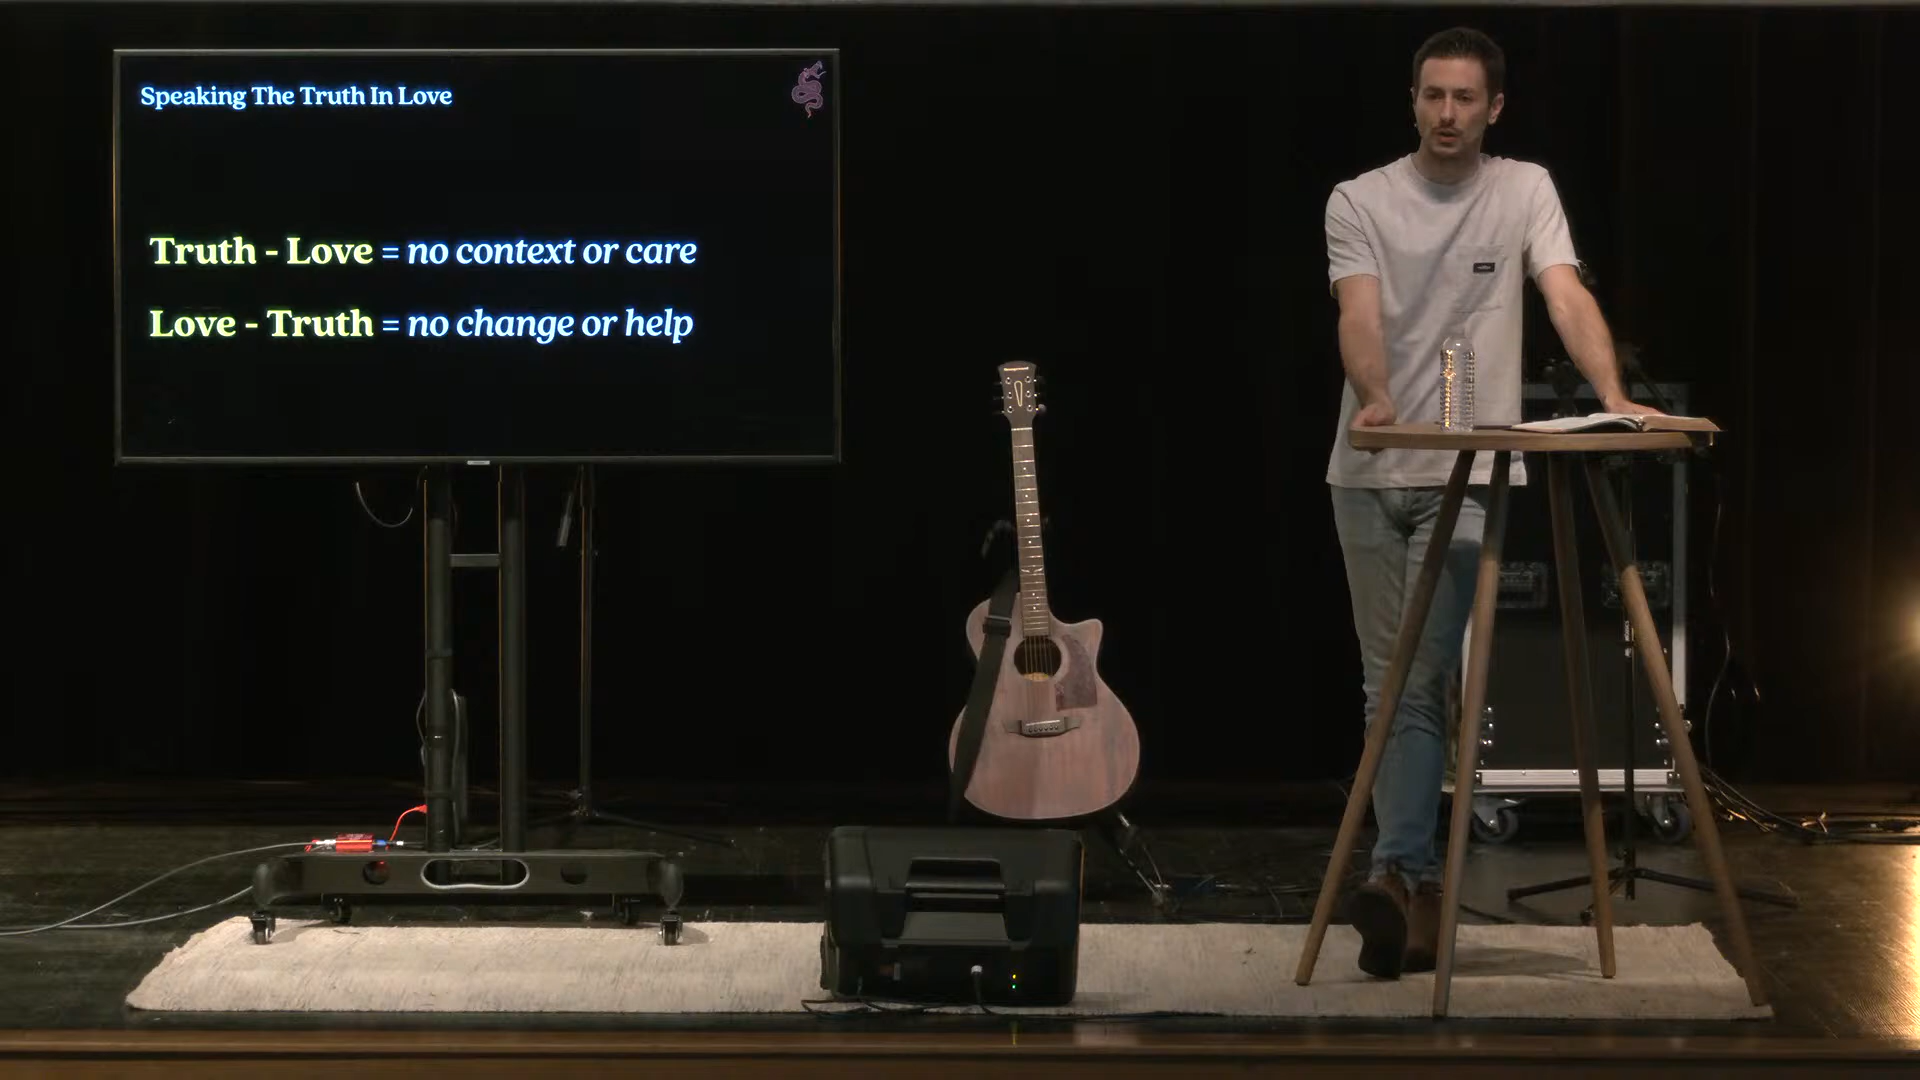 Speaking The Truth In Love
Truth - Love = no context or care
Love - Truth = no change or help